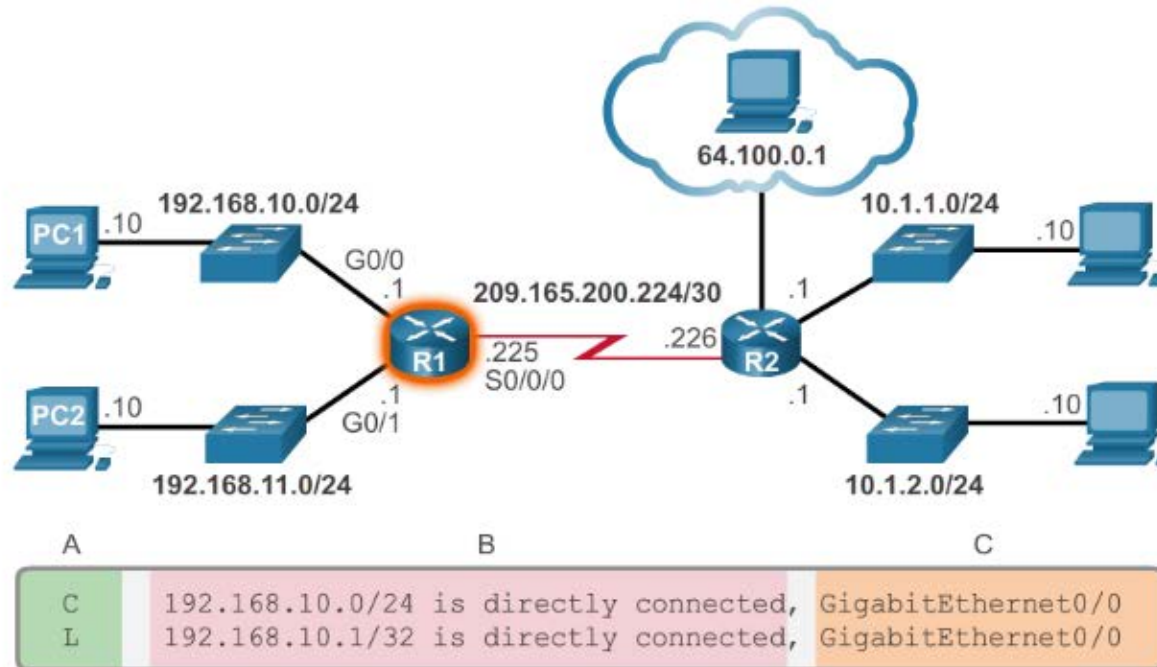 64.100.0.1
192.168.10.0/24
10.1.1.0/24
PC1
.10
.10
G0/0
.1
209.165.200.224/30
.1
R1
.225
.226
R2
S0/0/0
.1
.1
PC2
.10
G0/1
.10
192.168.11.0/24
10.1.2.0/24
A B C
C 192.168.10.0/24 is directly connected, GigabitEthernet0/0
L 192.168.10.1/32 is directly connected, GigabitEthernet0/0